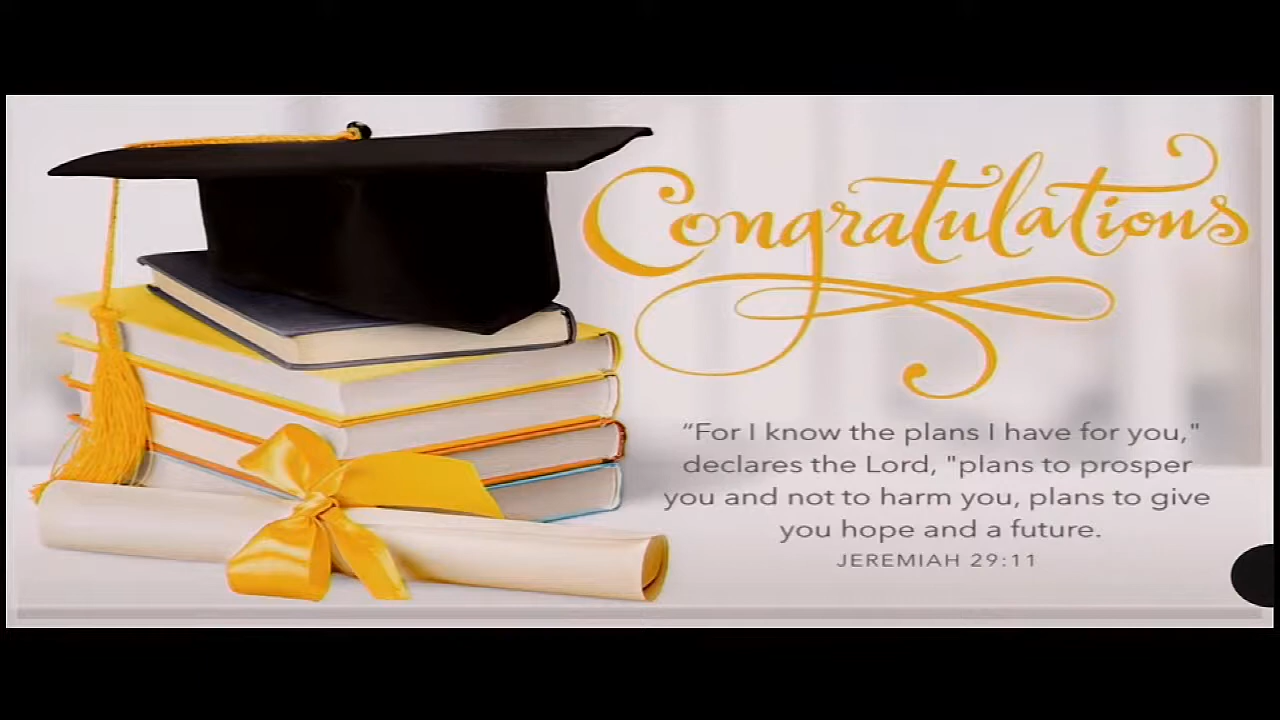 Congratulations
“For I know the plans I have for you,"
declares the Lord, "plans to prosper
you and not to harm you, plans to give
you hope and a future.
JEREMIAH 29:11